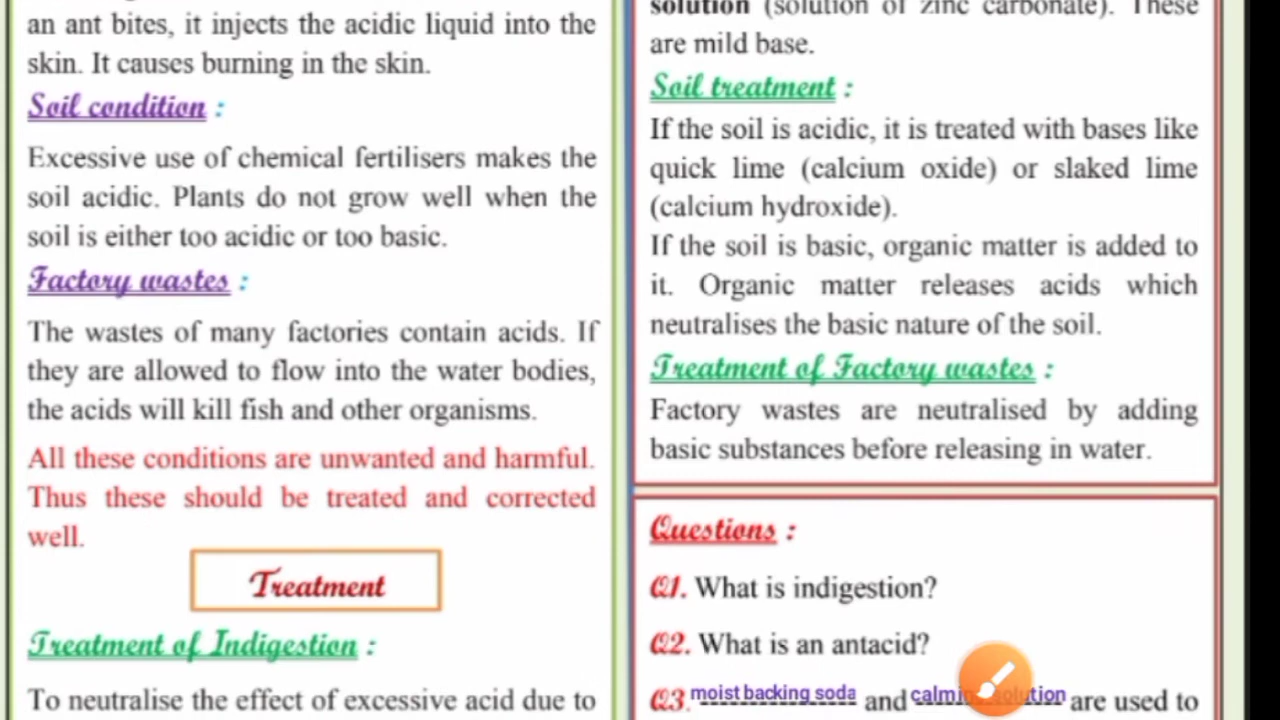 an ant bites, it injects the acidic liquid into the
skin. It causes burning in the skin.
Soil condition :
Excessive use of chemical fertilisers makes the
soil acidic. Plants do not grow well when the
soil is either too acidic or too basic.
Factory wastes :
The wastes of many factories contain acids. If
they are allowed to flow into the water bodies,
the acids will kill fish and other organisms.
All these conditions are unwanted and harmful.
Thus these should be treated and corrected
well.
Treatment
Treatment of Indigestion :
To neutralise the effect of excessive acid due to
solution (solution of zinc carbonate). These
are mild base.
Soil treatment :
If the soil is acidic, it is treated with bases like
quick lime (calcium oxide) or slaked lime
(calcium hydroxide).
If the soil is basic, organic matter is added to
it. Organic matter releases acids which
neutralises the basic nature of the soil.
Treatment of Factory wastes :
Factory wastes are neutralised by adding
basic substances before releasing in water.
Questions :
Q1. What is indigestion?
Q2. What is an antacid?
Q3. moist backing soda and are used to